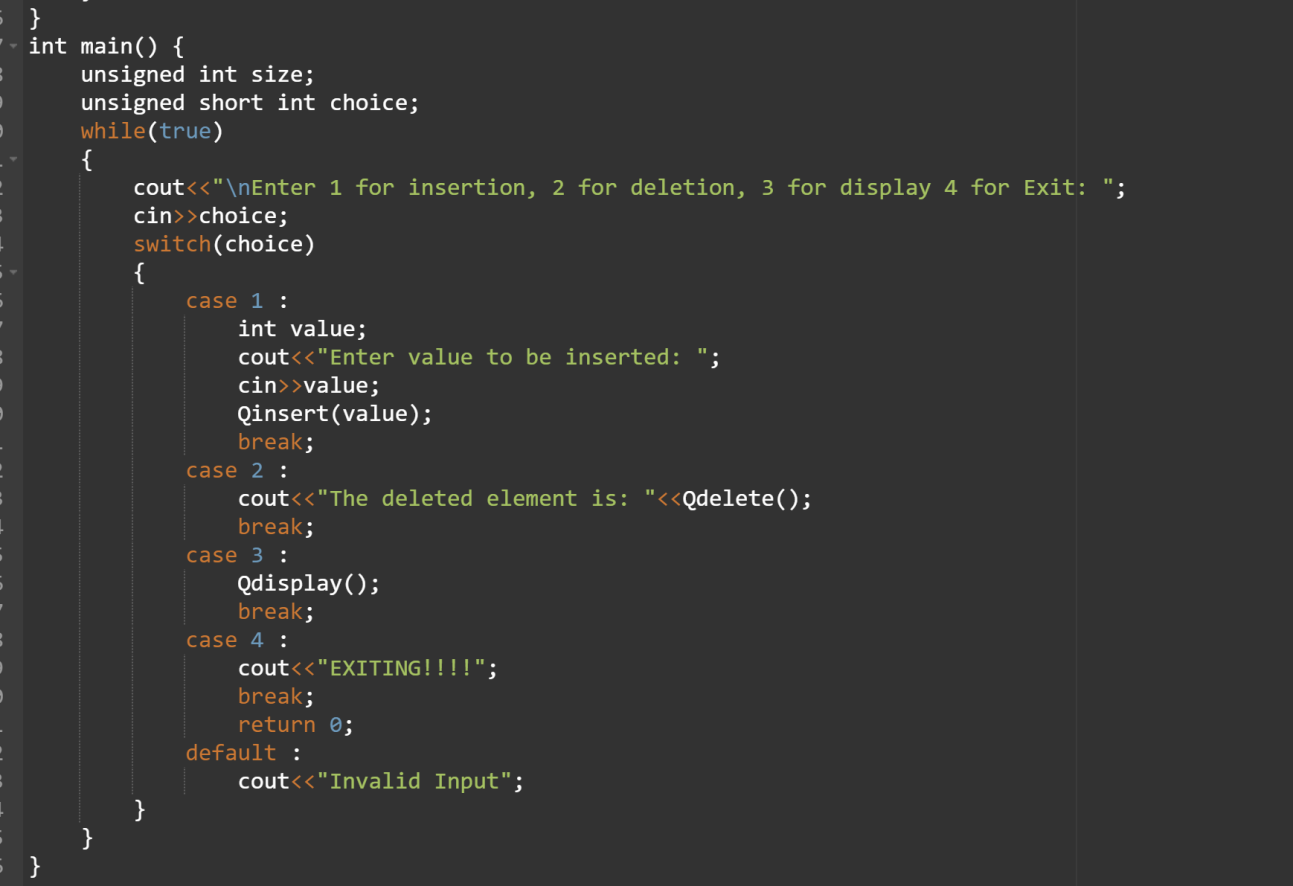 }
int main() {
    unsigned int size;
    unsigned short int choice;
    while(true)
    {
        cout<<"\nEnter 1 for insertion, 2 for deletion, 3 for display 4 for Exit: ";
        cin>>choice;
        switch(choice)
        {
            case 1 :
                int value;
                cout<<"Enter value to be inserted: ";
                cin>>value;
                Qinsert(value);
                break;
            case 2 :
                cout<<"The deleted element is: "<<Qdelete();
                break;
            case 3 :
                Qdisplay();
                break;
            case 4 :
                cout<<"EXITING!!!!";
                break;
                return 0;
            default :
                cout<<"Invalid Input";
        }
    }
}